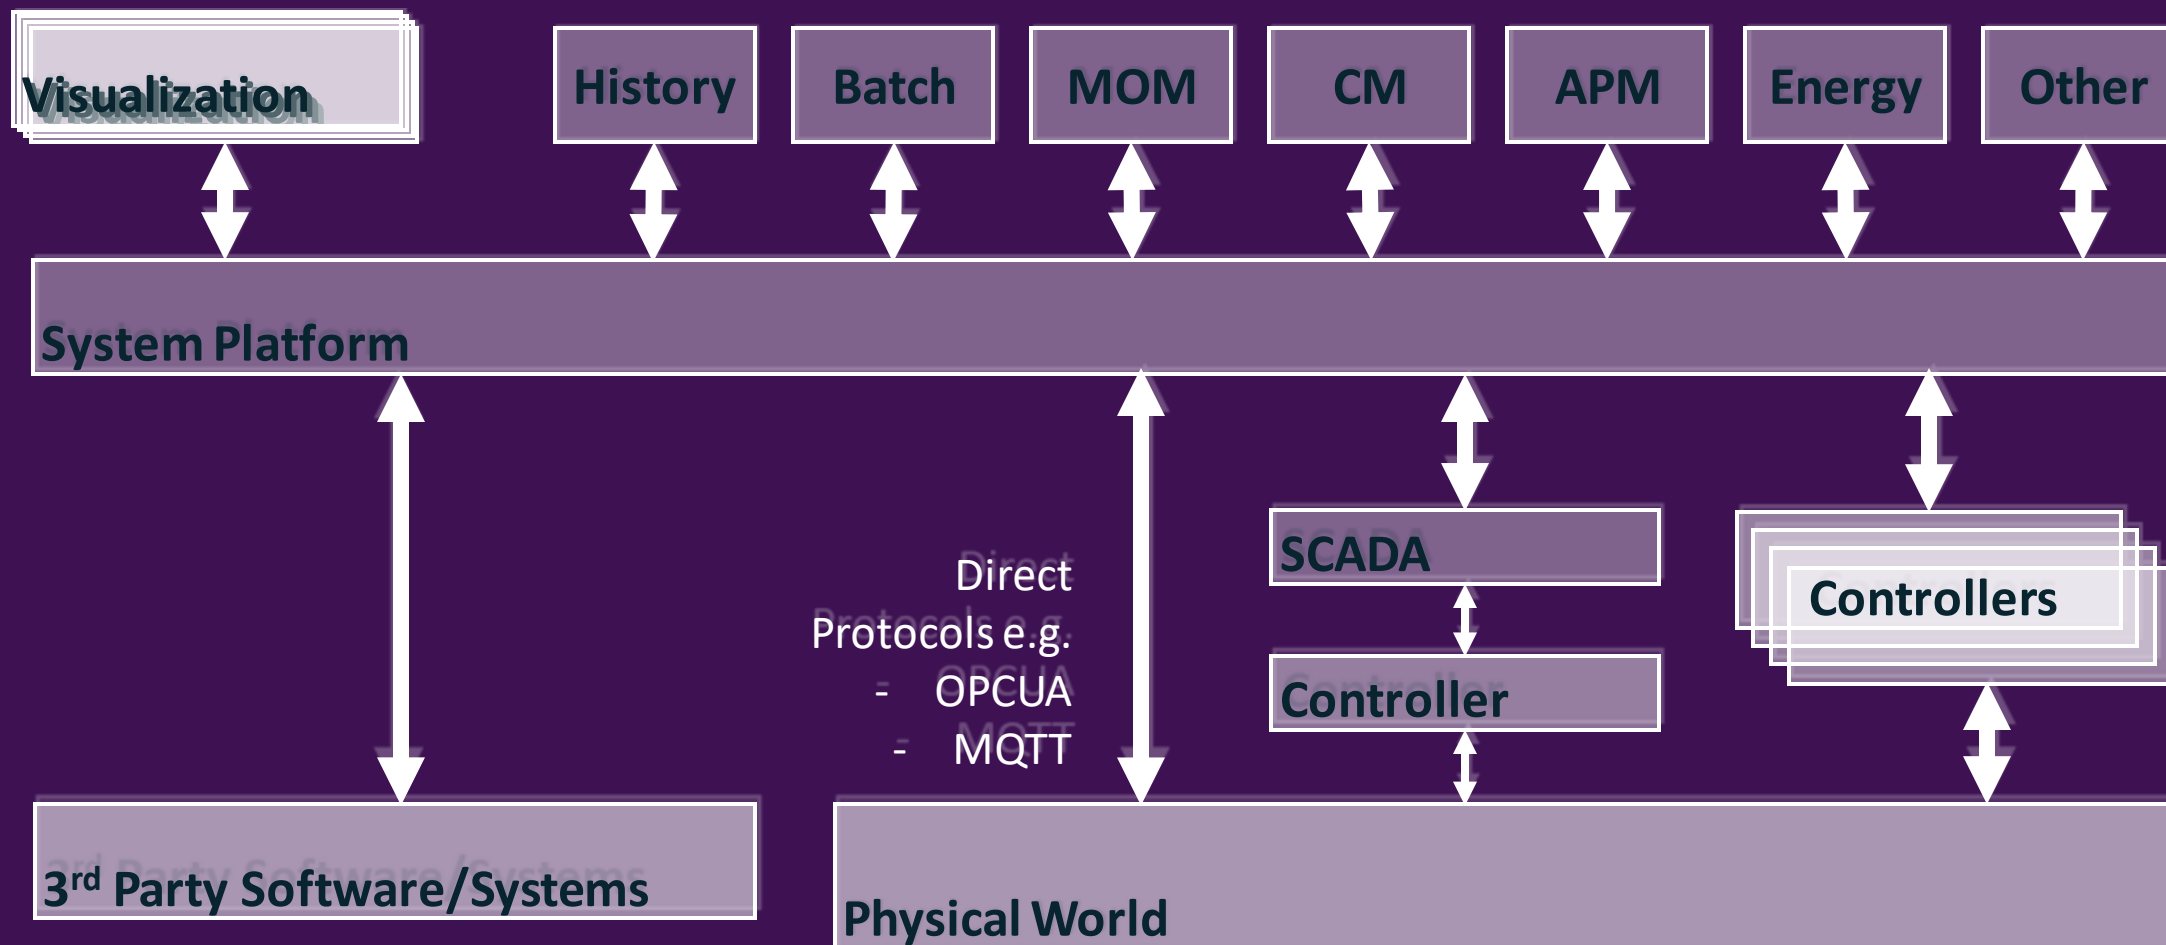 Visualization
History
Batch
MOM
CM
APM
Energy
Other
System Platform
Direct
Protocols e.g.
- OPCUA
- MQTT
SCADA
Controller
Controllers
3rd Party Software/Systems
Physical World